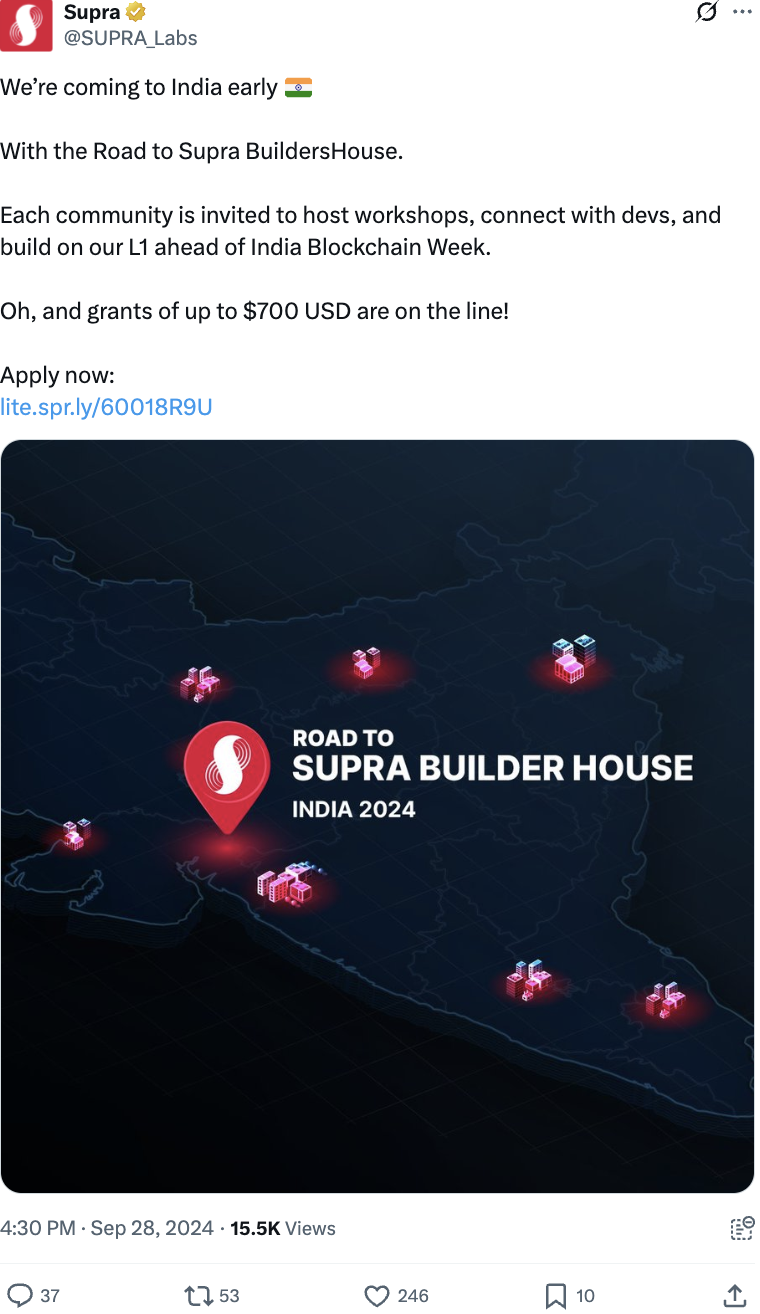 Supra
@SUPRA_Labs
We’re coming to India early 🇮🇳
With the Road to Supra BuildersHouse.
Each community is invited to host workshops, connect with devs, and
build on our L1 ahead of India Blockchain Week.
Oh, and grants of up to $700 USD are on the line!
Apply now:
lite.spr.ly/60018R9U
ROAD TO
SUPRA BUILDER HOUSE
INDIA 2024
4:30 PM · Sep 28, 2024 · 15.5K Views
37 53 246 10